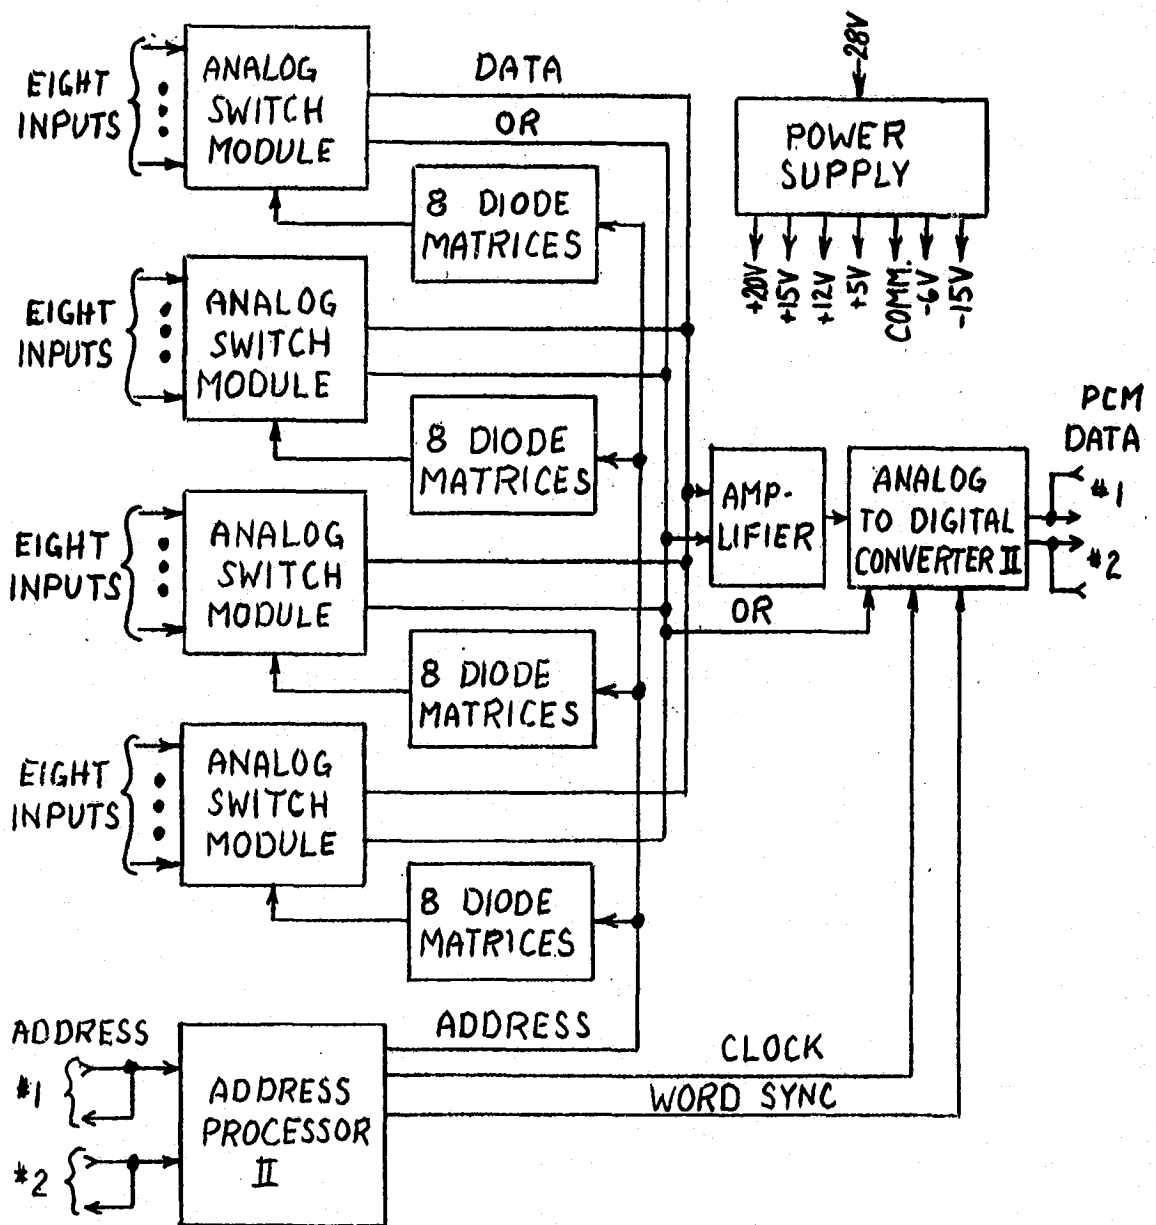 EIGHT
INPUTS
ANALOG
SWITCH
MODULE
DATA
OR
8 DIODE
MATRICES
-28V
POWER
SUPPLY
+20V
+15V
+12V
+5V
COMM.
-6V
-15V
EIGHT
INPUTS
ANALOG
SWITCH
MODULE
8 DIODE
MATRICES
PCM
DATA
#1
#2
AMP-
LIFIER
ANALOG
TO DIGITAL
CONVERTER II
OR
EIGHT
INPUTS
ANALOG
SWITCH
MODULE
8 DIODE
MATRICES
EIGHT
INPUTS
ANALOG
SWITCH
MODULE
8 DIODE
MATRICES
ADDRESS
#1
#2
ADDRESS
PROCESSOR
II
ADDRESS
CLOCK
WORD SYNC